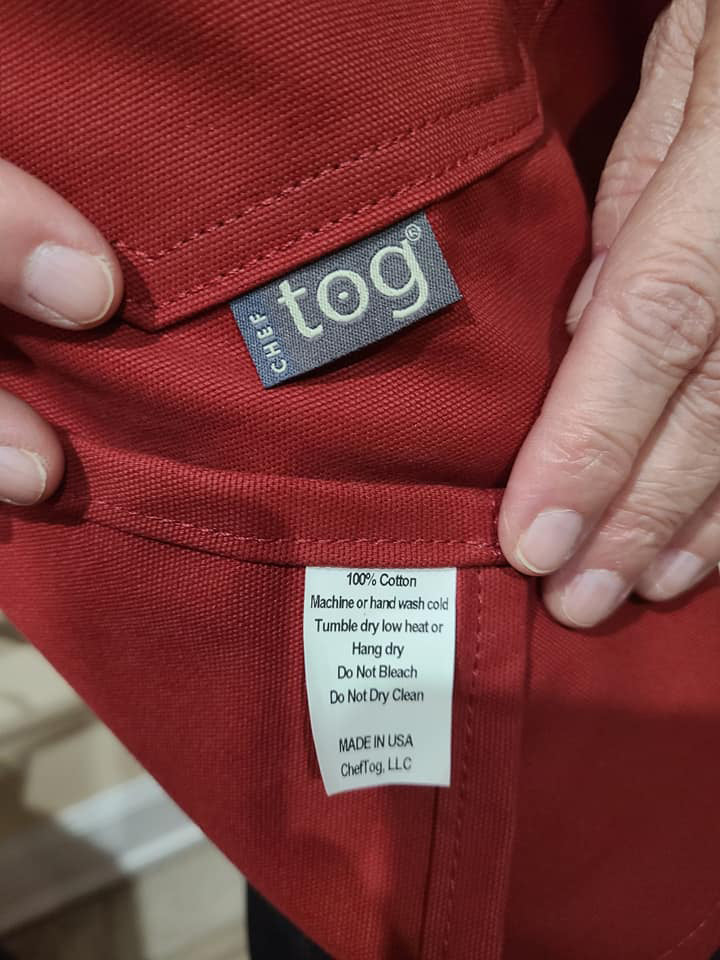 CHEF
tog®
100% Cotton
Machine or hand wash cold
Tumble dry low heat or
Hang dry
Do Not Bleach
Do Not Dry Clean
MADE IN USA
ChefTog, LLC